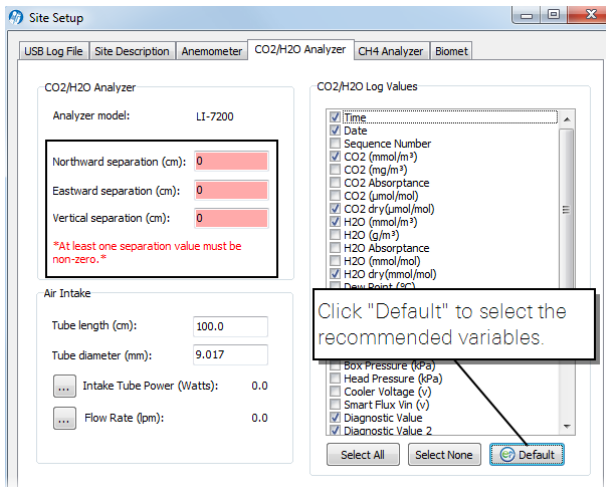 Site Setup
USB Log File
Site Description
Anemometer
CO2/H2O Analyzer
CH4 Analyzer
Biomet
CO2/H2O Analyzer
Analyzer model: LI-7200
Northward separation (cm): 0
Eastward separation (cm): 0
Vertical separation (cm): 0
*At least one separation value must be
non-zero.*
Air Intake
Tube length (cm): 100.0
Tube diameter (mm): 9.017
... Intake Tube Power (Watts): 0.0
... Flow Rate (lpm): 0.0
CO2/H2O Log Values
Time
Date
Sequence Number
CO2 (mmol/m³)
CO2 (mg/m³)
CO2 Absorptance
CO2 (µmol/mol)
CO2 dry(µmol/mol)
H2O (mmol/m³)
H2O (g/m³)
H2O Absorptance
H2O (mmol/mol)
H2O dry(mmol/mol)
Dew Point (ºC)
Click "Default" to select the
recommended variables.
Box Pressure (kPa)
Head Pressure (kPa)
Cooler Voltage (v)
Smart Flux Vin (v)
Diagnostic Value
Diagnostic Value 2
Select All
Select None
Default